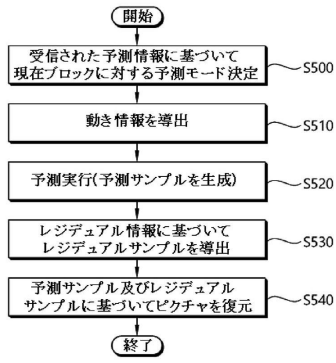 開始
受信された予測情報に基づいて
現在ブロックに対する予測モード決定
S500
動き情報を導出
S510
予測実行(予測サンプルを生成)
S520
レジデュアル情報に基づいて
レジデュアルサンプルを導出
S530
予測サンプル及びレジデュアル
サンプルに基づいてピクチャを復元
S540
終了